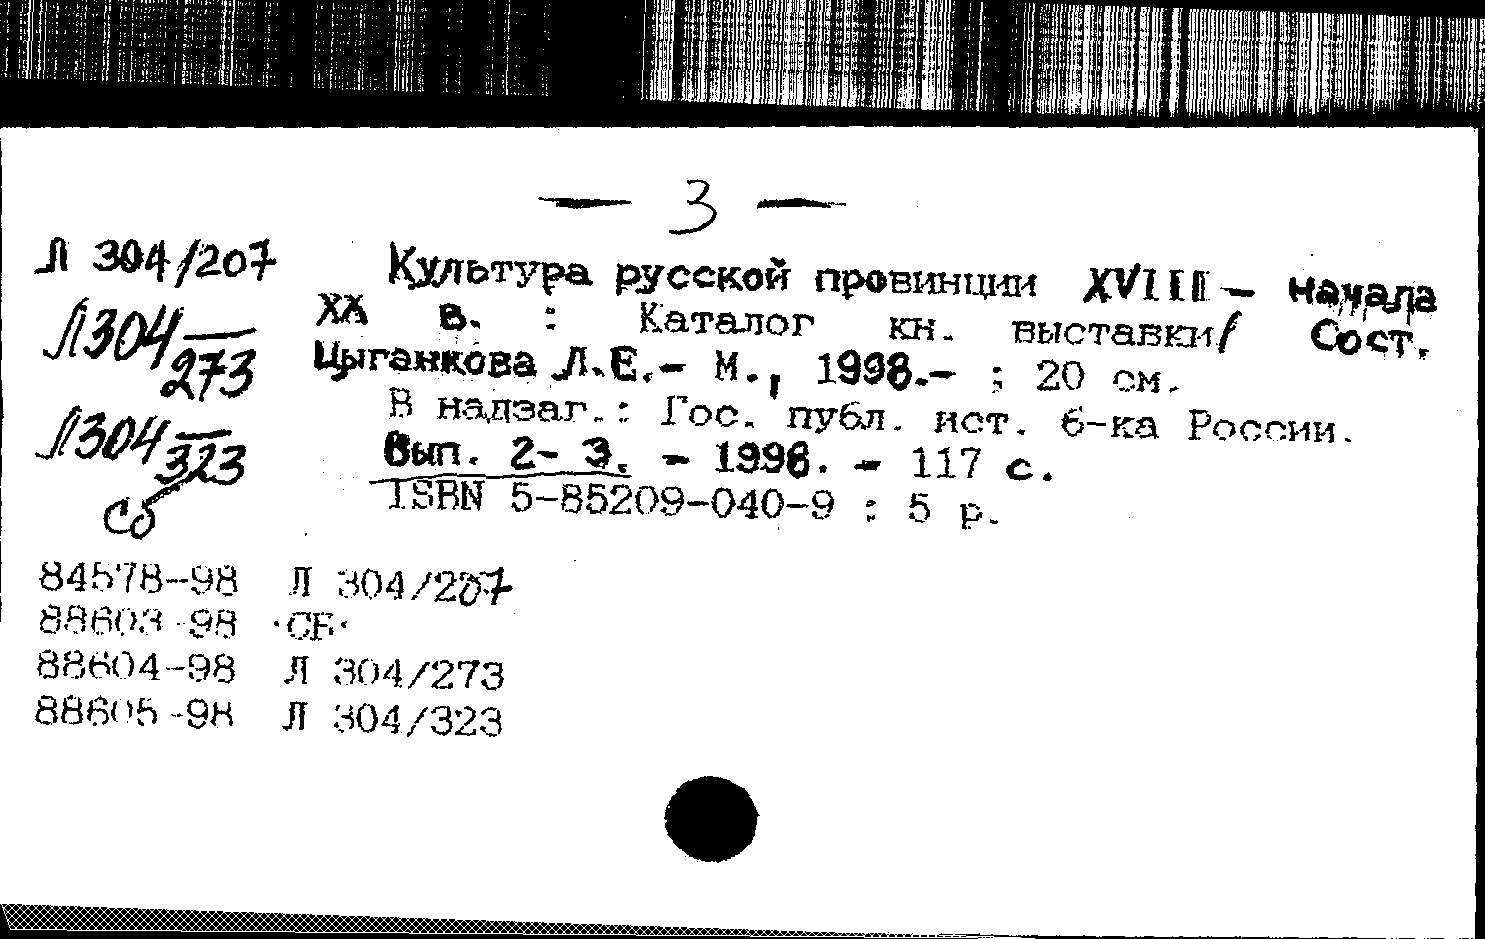 — 3 —
Л 304/207
Л304/273
Л304/323
Сб
Культура русской провинции XVIII — начала
XX в. : Каталог кн. выставки/ Сост.
Цыганкова Л.Е.- М., 1998.- ; 20 см.
В надзаг.: Гос. публ. ист. б-ка России.
Вып. 2- 3. - 1998. - 117 с.
ISBN 5-85209-040-9 : 5 р.
84578-98 Л 304/207
88603-98 ·СБ·
88604-98 Л 304/273
88605-98 Л 304/323